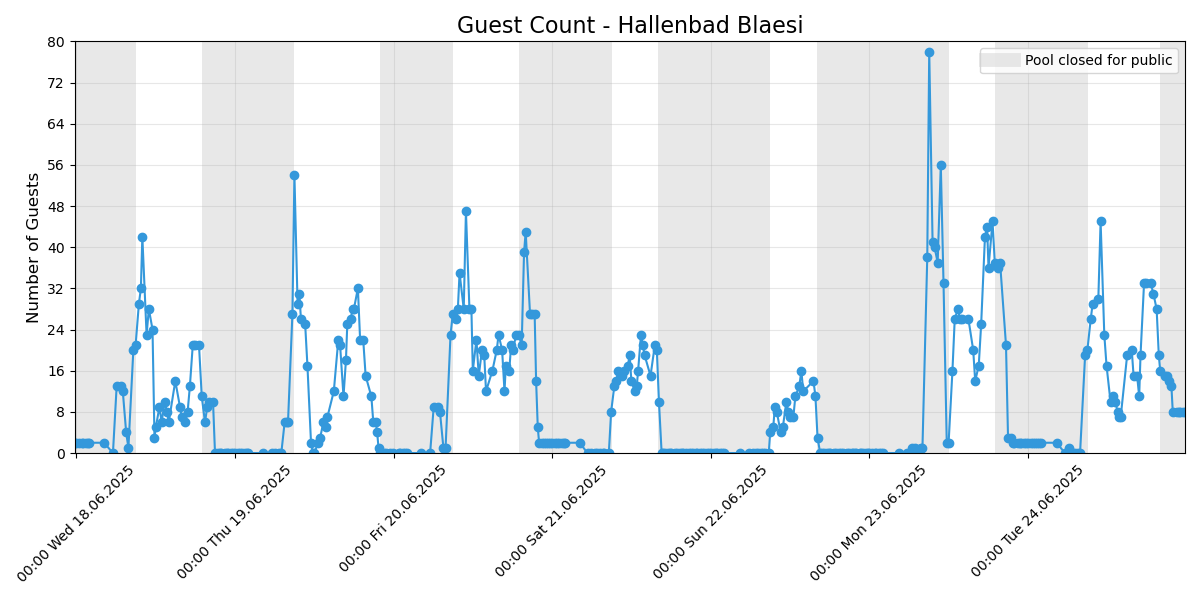 Guest Count - Hallenbad Blaesi
Pool closed for public
Number of Guests
80
72
64
56
48
40
32
24
16
8
0
00:00 Wed 18.06.2025
00:00 Thu 19.06.2025
00:00 Fri 20.06.2025
00:00 Sat 21.06.2025
00:00 Sun 22.06.2025
00:00 Mon 23.06.2025
00:00 Tue 24.06.2025